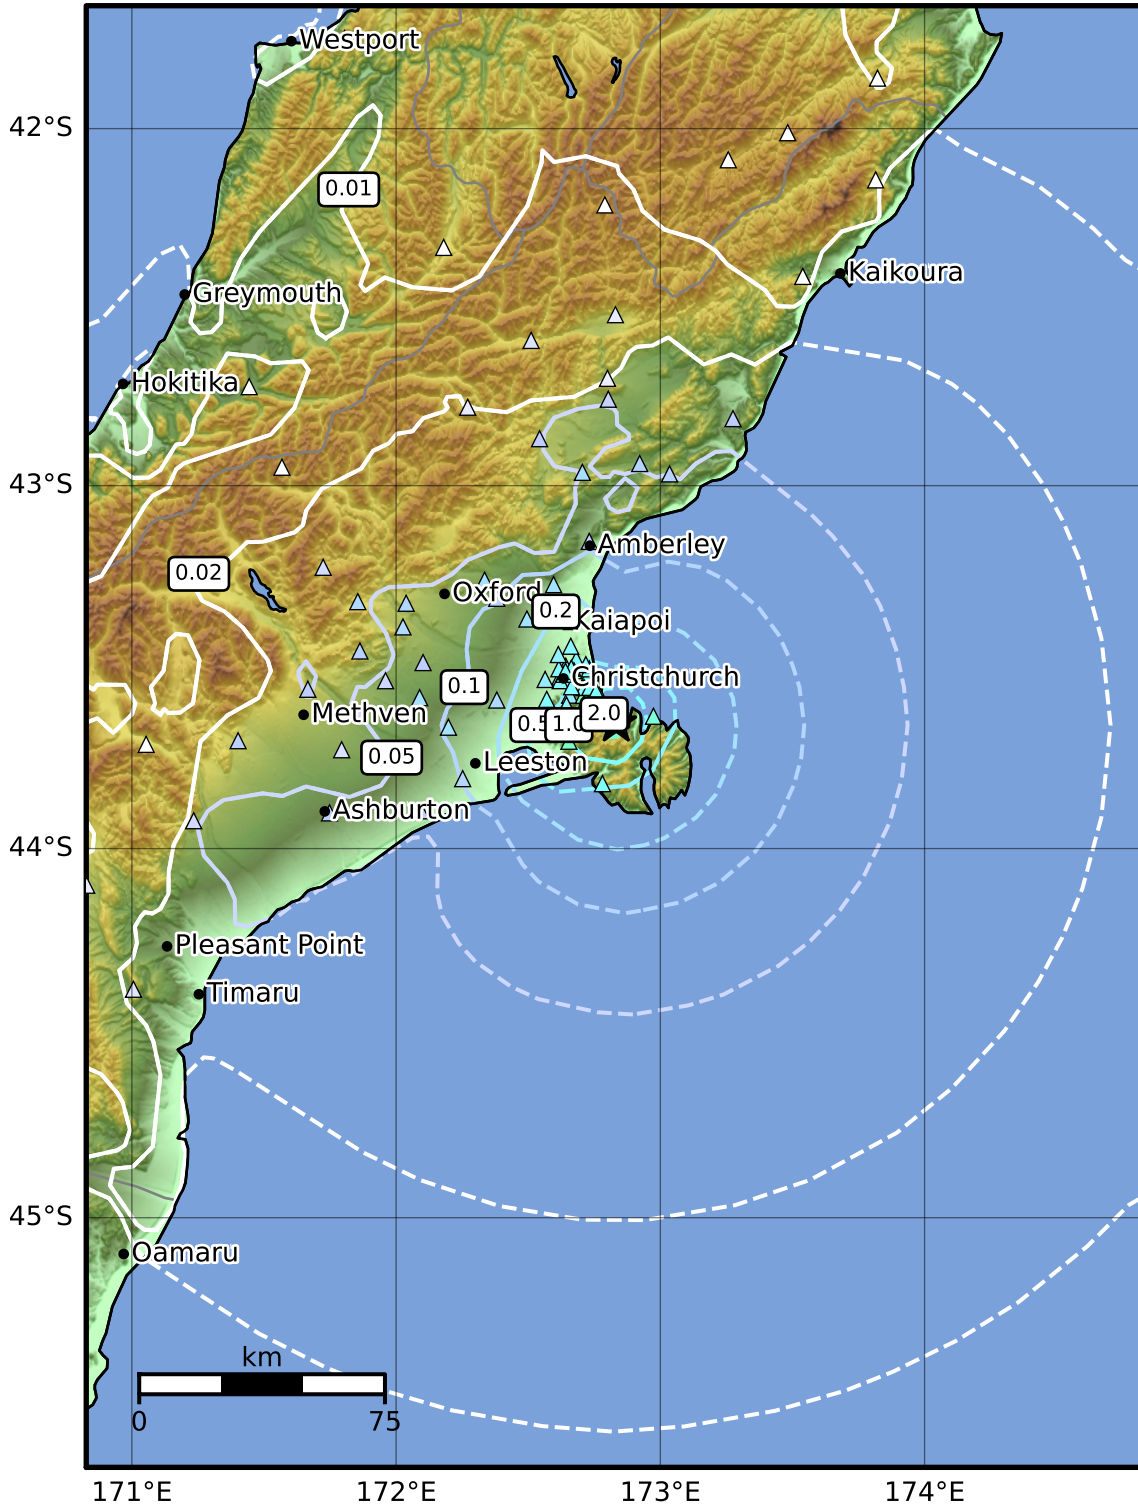 Westport
42°S
0.01
Kaikoura
Greymouth
Hokitika
43°S
Amberley
0.02
Oxford
0.2
Kaiapoi
Christchurch
0.1
Methven
2.0
0.5
1.0
0.05
Leeston
Ashburton
44°S
Pleasant Point
Timaru
45°S
Oamaru
km
0
75
171°E
172°E
173°E
174°E